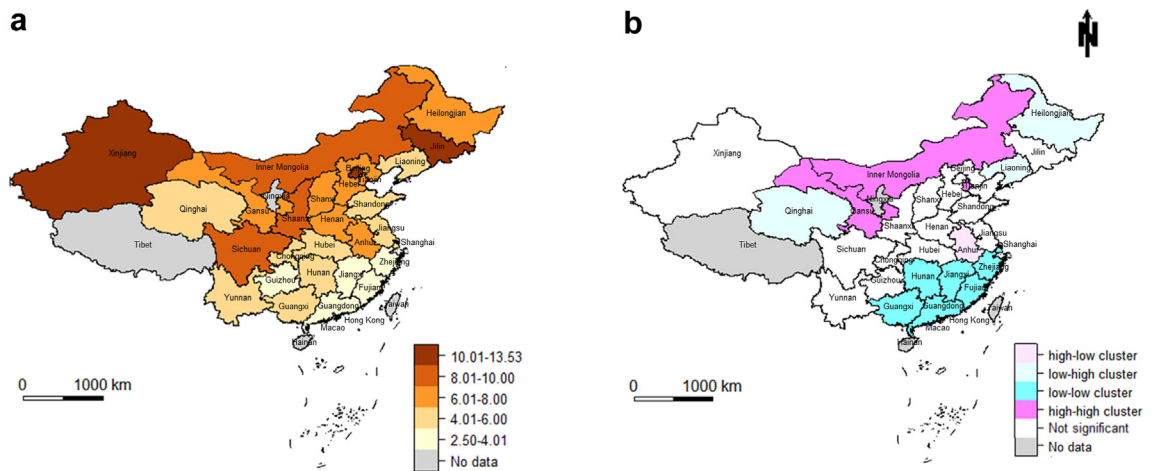 a
Xinjiang
Heilongjian
Jilin
Inner Mongolia
Liaoning
Beijing
Tianjin
Hebei
Ningxia
Shanxi
Shandong
Qinghai
Gansu
Shaanx
Henan
Jiangsu
Tibet
Sichuan
Hubei
Anhui
Shanghai
Chongqing
Zhejiang
Hunan
Jiangxi
Guizhou
Fujian
Yunnan
Guangxi
Guangdong
Taiwan
Hong Kong
Macao
Hainan
0 1000 km
10.01-13.53
8.01-10.00
6.01-8.00
4.01-6.00
2.50-4.01
No data
b
N
Heilongjian
Xinjiang
Jilin
Inner Mongolia
Liaoning
Beijing
Tianjin
Hebei
Ningxia
Shanx
Shandong
Qinghai
Gansu
Shaanx
Henan
Jiangsu
Tibet
Sichuan
Hubei
Anhui
Shanghai
Chongqing
Zhejiang
Hunan
Jiangxi
Guizhou
Fujian
Yunnan
Guangxi
Guangdong
Taiwan
Hong Kong
Macao
Hainan
0 1000 km
high-low cluster
low-high cluster
low-low cluster
high-high cluster
Not significant
No data